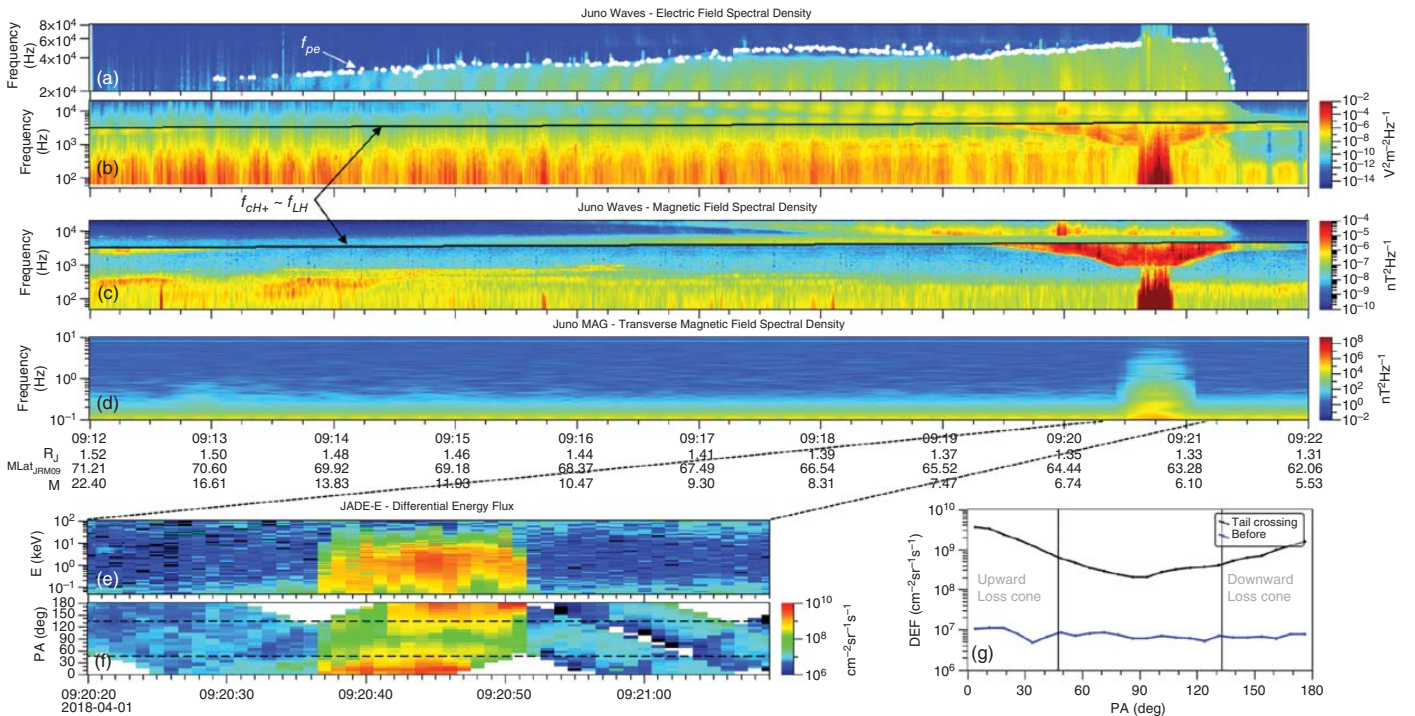 Juno Waves - Electric Field Spectral Density
Frequency (Hz)
8x10⁴
6x10⁴
4x10⁴
2x10⁴
f_pe
(a)
Frequency (Hz)
10⁴
10³
10²
(b)
10⁻²
10⁻⁴
10⁻⁶
10⁻⁸
10⁻¹⁰
10⁻¹²
10⁻¹⁴
V²m⁻²Hz⁻¹
f_cH+ ~ f_LH
Juno Waves - Magnetic Field Spectral Density
Frequency (Hz)
10⁴
10³
10²
(c)
10⁻⁴
10⁻⁵
10⁻⁶
10⁻⁷
10⁻⁸
10⁻⁹
10⁻¹⁰
nT²Hz⁻¹
Juno MAG - Transverse Magnetic Field Spectral Density
Frequency (Hz)
10¹
10⁰
10⁻¹
(d)
10⁸
10⁶
10⁴
10²
10⁰
10⁻²
nT²Hz⁻¹
09:12 09:13 09:14 09:15 09:16 09:17 09:18 09:19 09:20 09:21 09:22
R_J 1.52 1.50 1.48 1.46 1.44 1.41 1.39 1.37 1.35 1.33 1.31
MLat_JRM09 71.21 70.60 69.92 69.18 68.37 67.49 66.54 65.52 64.44 63.28 62.06
M 22.40 16.61 13.83 11.93 10.47 9.30 8.31 7.47 6.74 6.10 5.53
JADE-E - Differential Energy Flux
E (keV)
10²
10¹
10⁰
10⁻¹
(e)
PA (deg)
180
150
120
90
60
30
0
(f)
10¹⁰
10⁸
10⁶
cm⁻²sr⁻¹s⁻¹
09:20:20 09:20:30 09:20:40 09:20:50 09:21:00
2018-04-01
DEF (cm⁻²sr⁻¹s⁻¹)
10¹⁰
10⁹
10⁸
10⁷
10⁶
Tail crossing
Before
Upward Loss cone
Downward Loss cone
(g)
0 30 60 90 120 150 180
PA (deg)